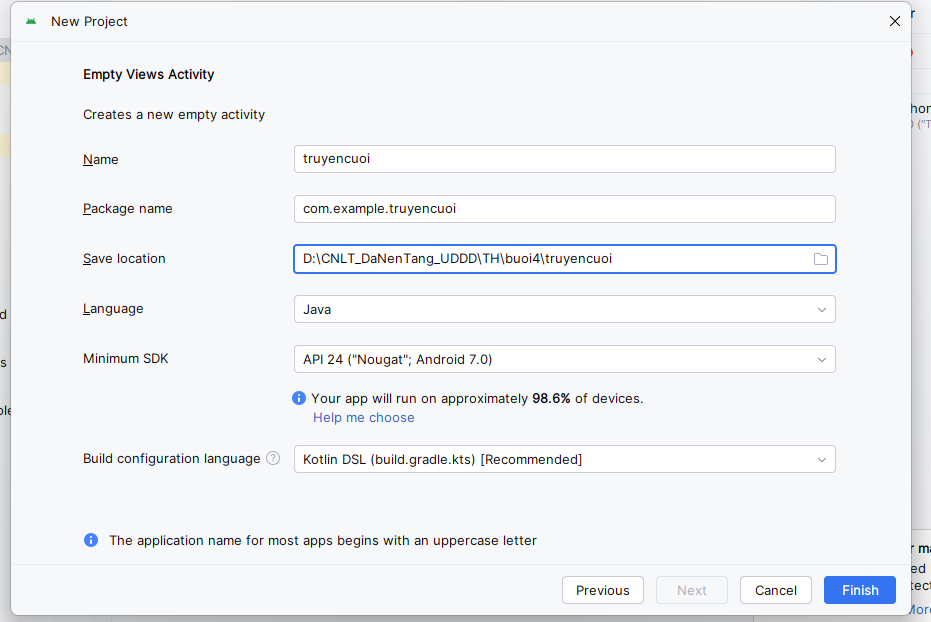 New Project
Empty Views Activity
Creates a new empty activity
Name
truyencuoi
Package name
com.example.truyencuoi
Save location
D:\CNLT_DaNenTang_UDDD\TH\buoi4\truyencuoi
Language
Java
Minimum SDK
API 24 ("Nougat"; Android 7.0)
Your app will run on approximately 98.6% of devices.
Help me choose
Build configuration language
Kotlin DSL (build.gradle.kts) [Recommended]
The application name for most apps begins with an uppercase letter
Previous
Next
Cancel
Finish